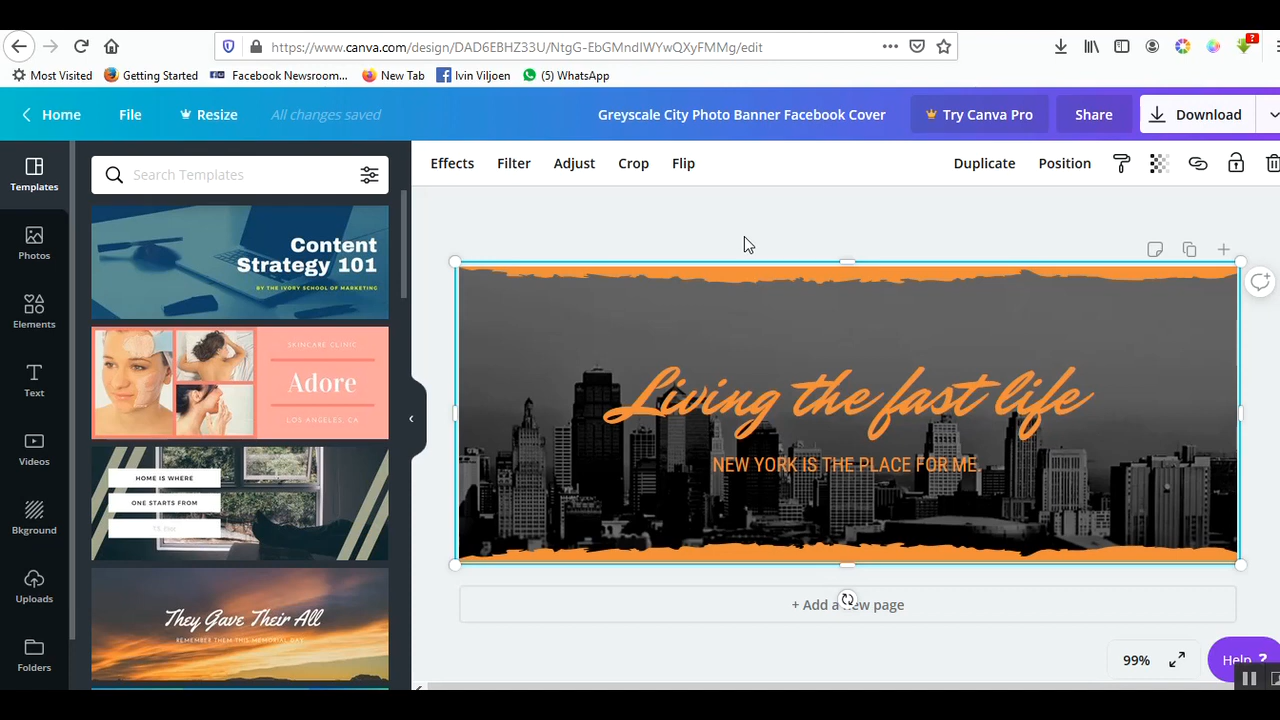 https://www.canva.com/design/DAD6EBHZ33U/NtgG-EbGMndIWYwQXyFMMg/edit
?
Most Visited
Getting Started
Facebook Newsroom...
New Tab
Ivin Viljoen
(5) WhatsApp
Home
File
Resize
All changes saved
Greyscale City Photo Banner Facebook Cover
Try Canva Pro
Share
Download
Templates
Photos
Elements
Text
Videos
Bkground
Uploads
Folders
Search Templates
Content
Strategy 101
BY THE IVORY SCHOOL OF MARKETING
SKINCARE CLINIC
Adore
LOS ANGELES, CA
HOME IS WHERE
ONE STARTS FROM
They Gave Their All
REMEMBER THEM THIS MEMORIAL DAY
Effects
Filter
Adjust
Crop
Flip
Duplicate
Position
Living the fast life
NEW YORK IS THE PLACE FOR ME
+ Add a new page
99%
Help ?